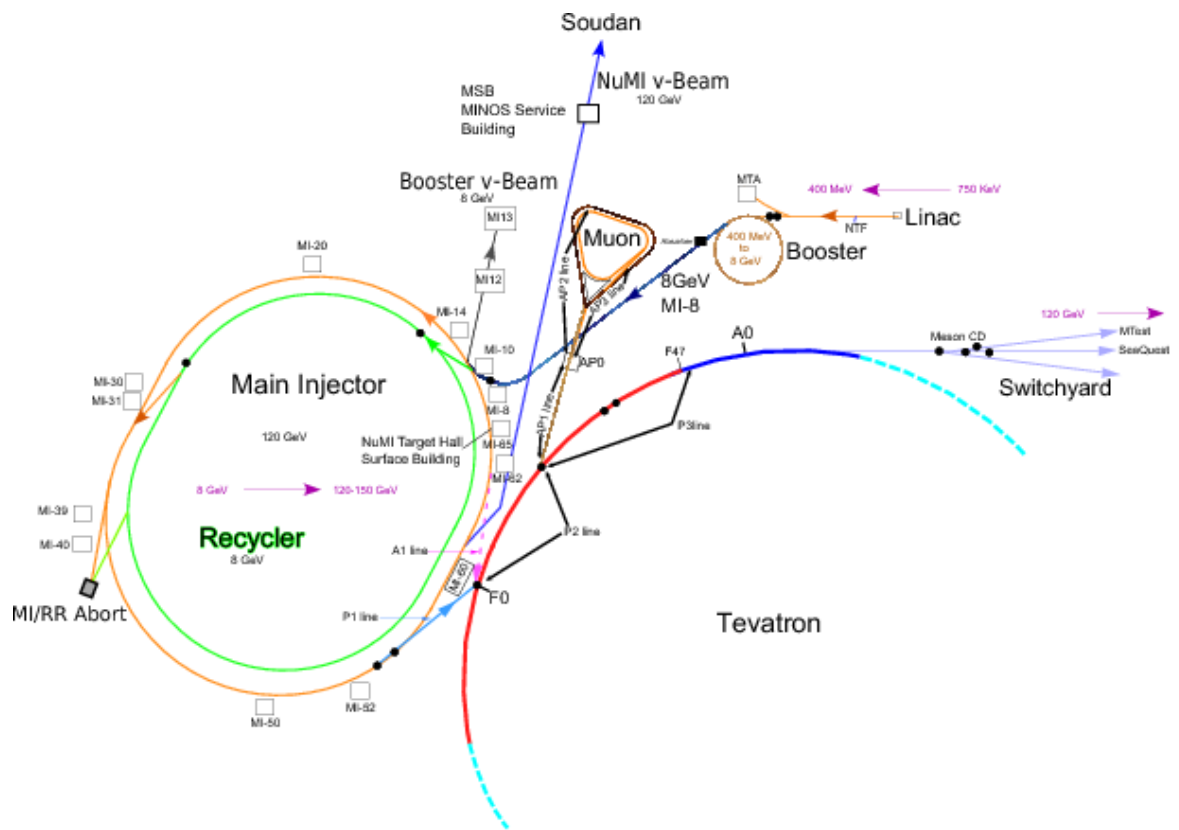 Soudan
NuMI v-Beam
120 GeV
MSB
MINOS Service
Building
Booster v-Beam
8 GeV
MI13
MI12
MTA
400 MeV
750 KeV
Linac
NTF
Muon
400 MeV
to
8 GeV
Booster
AP2 line
AP3 line
8GeV
MI-8
MI-20
MI-14
MI-10
AP0
AP1 line
F47
A0
120 GeV
Meson CD
MTest
SeaQuest
Switchyard
MI-30
MI-31
Main Injector
MI-8
120 GeV
NuMI Target Hall
Surface Building
MI-65
MI-62
P3line
8 GeV
120-150 GeV
MI-39
MI-40
Recycler
8 GeV
A1 line
P2 line
MI-60
F0
MI/RR Abort
P1 line
Tevatron
MI-52
MI-50